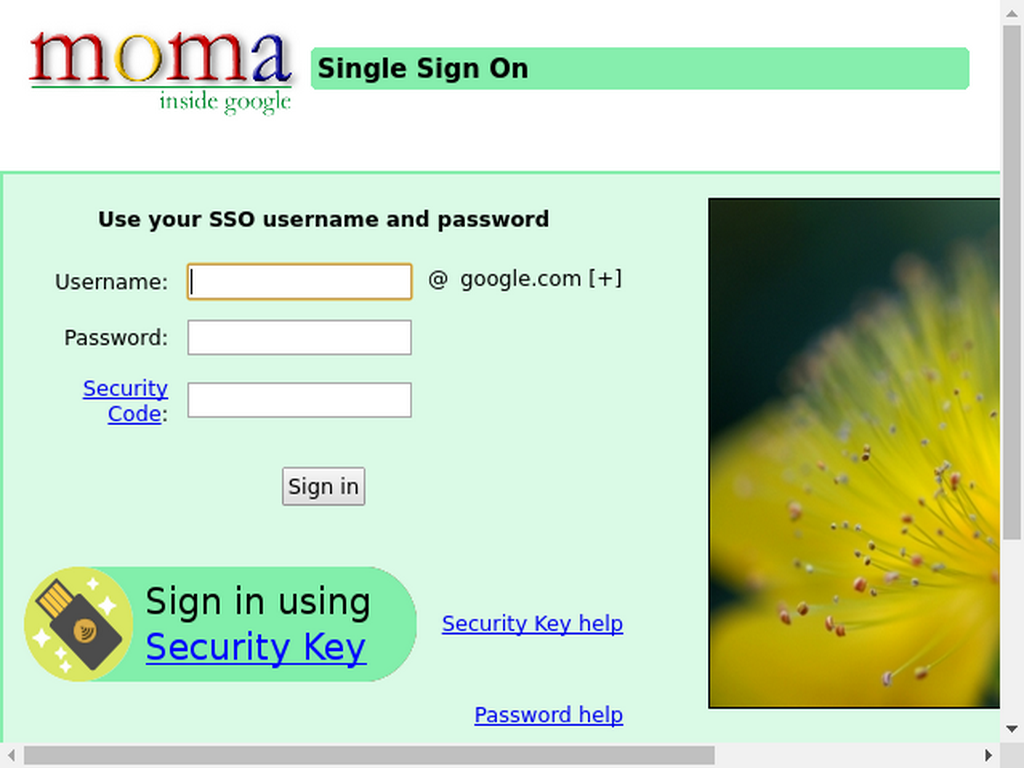 moma
inside google
Single Sign On
Use your SSO username and password
Username:
@ google.com [+]
Password:
Security
Code:
Sign in
Sign in using
Security Key
Security Key help
Password help